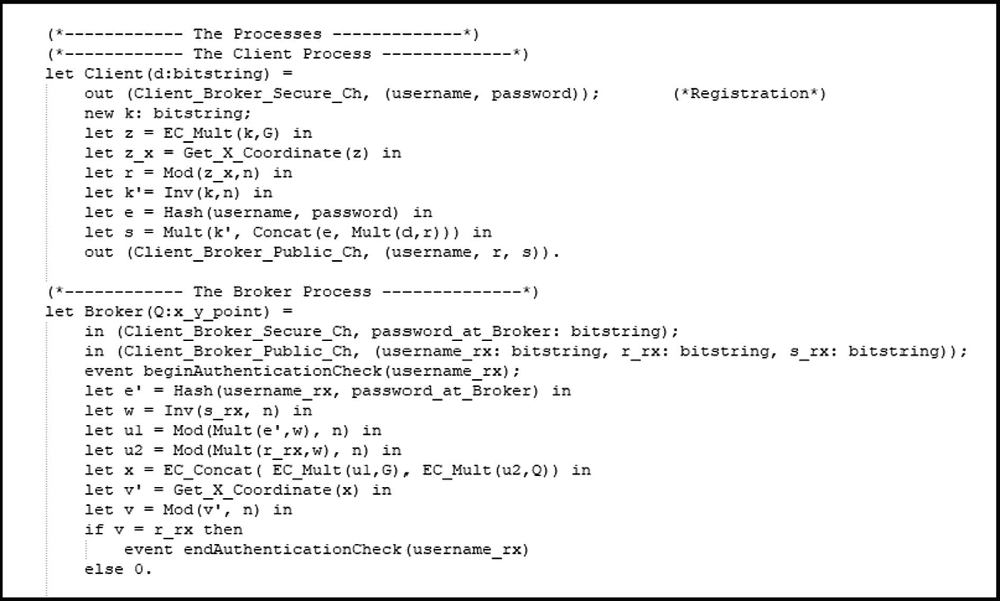 (*------------ The Processes -------------*)
(*------------ The Client Process -------------*)
let Client(d:bitstring) =
out (Client_Broker_Secure_Ch, (username, password)); (*Registration*)
new k: bitstring;
let z = EC_Mult(k,G) in
let z_x = Get_X_Coordinate(z) in
let r = Mod(z_x,n) in
let k'= Inv(k,n) in
let e = Hash(username, password) in
let s = Mult(k', Concat(e, Mult(d,r))) in
out (Client_Broker_Public_Ch, (username, r, s)).
(*------------ The Broker Process --------------*)
let Broker(Q:x_y_point) =
in (Client_Broker_Secure_Ch, password_at_Broker: bitstring);
in (Client_Broker_Public_Ch, (username_rx: bitstring, r_rx: bitstring, s_rx: bitstring));
event beginAuthenticationCheck(username_rx);
let e' = Hash(username_rx, password_at_Broker) in
let w = Inv(s_rx, n) in
let u1 = Mod(Mult(e',w), n) in
let u2 = Mod(Mult(r_rx,w), n) in
let x = EC_Concat( EC_Mult(u1,G), EC_Mult(u2,Q)) in
let v' = Get_X_Coordinate(x) in
let v = Mod(v', n) in
if v = r_rx then
event endAuthenticationCheck(username_rx)
else 0.